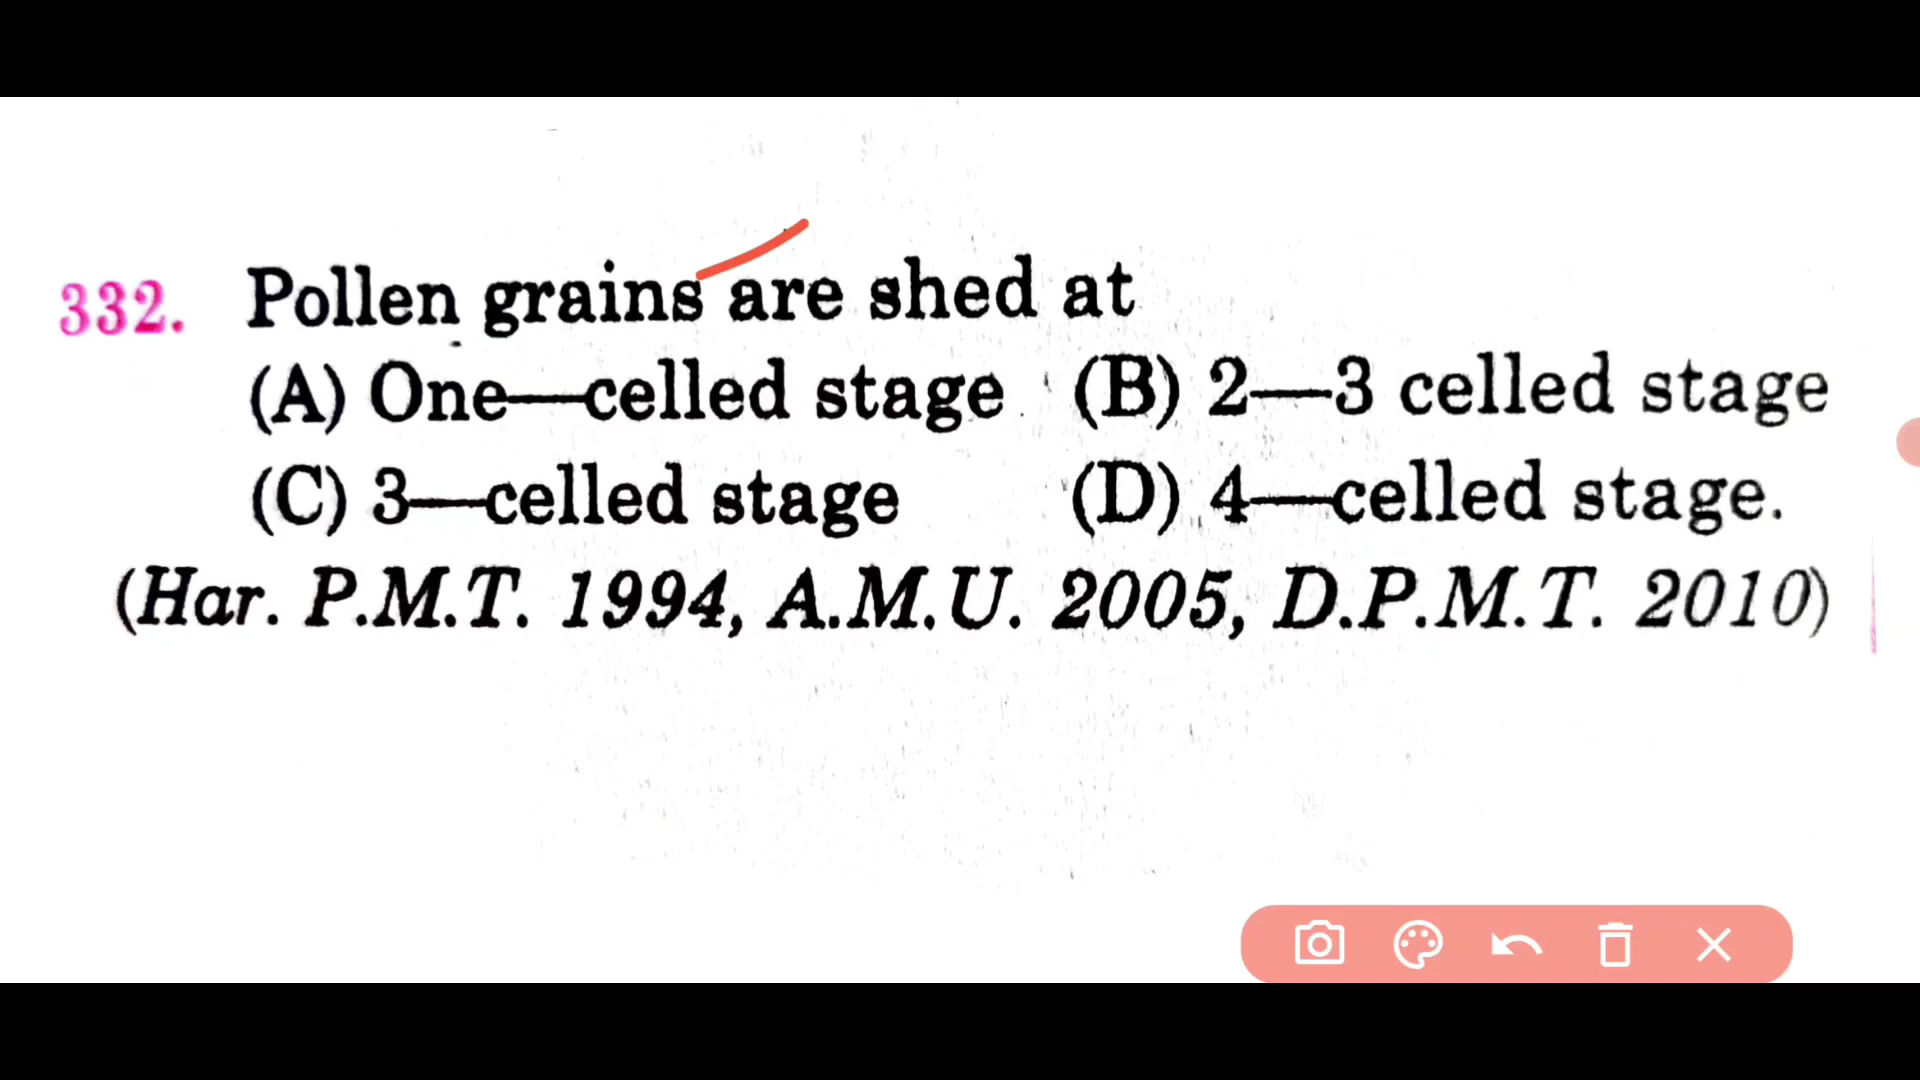 332. Pollen grains are shed at
(A) One—celled stage (B) 2—3 celled stage
(C) 3—celled stage (D) 4—celled stage.
(Har. P.M.T. 1994, A.M.U. 2005, D.P.M.T. 2010)